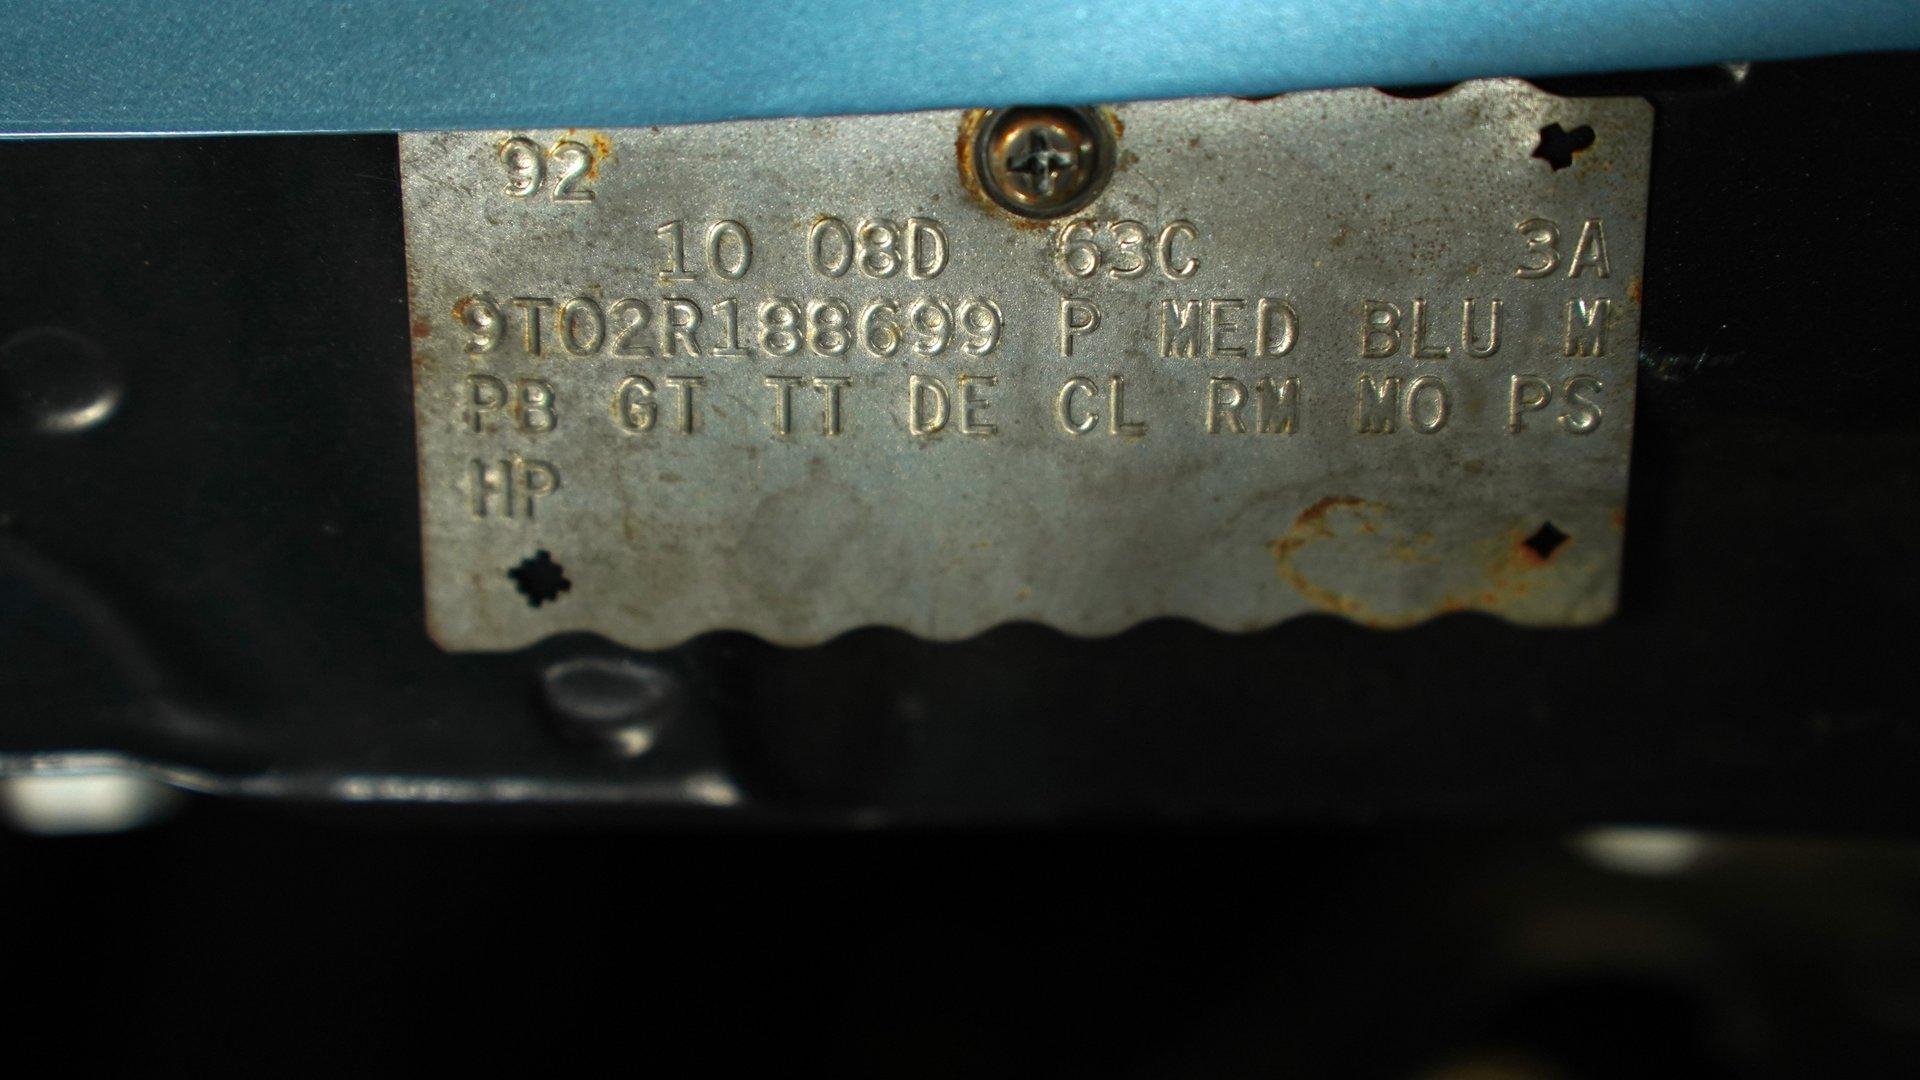 92
10 08D 63C 3A
9T02R188699 P MED BLU M
PB GT TT DE CL RM MO PS
HP